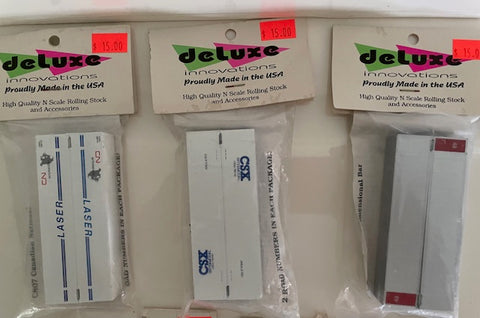 $ 15.00
deluxe
innovations
Proudly Made in the USA
High Quality N Scale Rolling Stock
and Accessories
CN
LASER
LASER
CN
Canadian
ROAD NUMBERS IN EACH PACKAGE
$ 15.00
deluxe
innovations
Proudly Made in the USA
High Quality N Scale Rolling Stock
and Accessories
CSX
CSX
2 ROAD NUMBERS IN EACH PACKAGE
$ 15.00
deluxe
innovations
Proudly Made in the USA
High Quality N Scale Rolling Stock
and Accessories